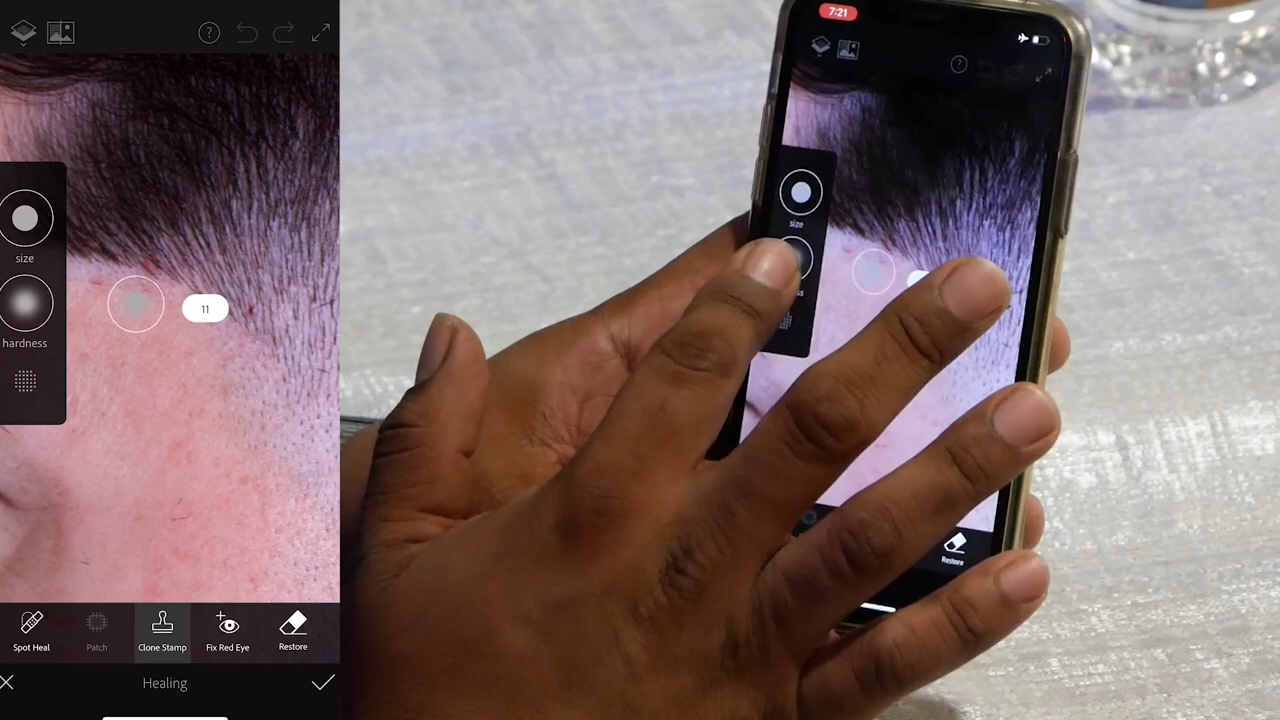 ?
size
11
hardness
Spot Heal
Patch
Clone Stamp
Fix Red Eye
Restore
Healing
7:21
?
size
Restore